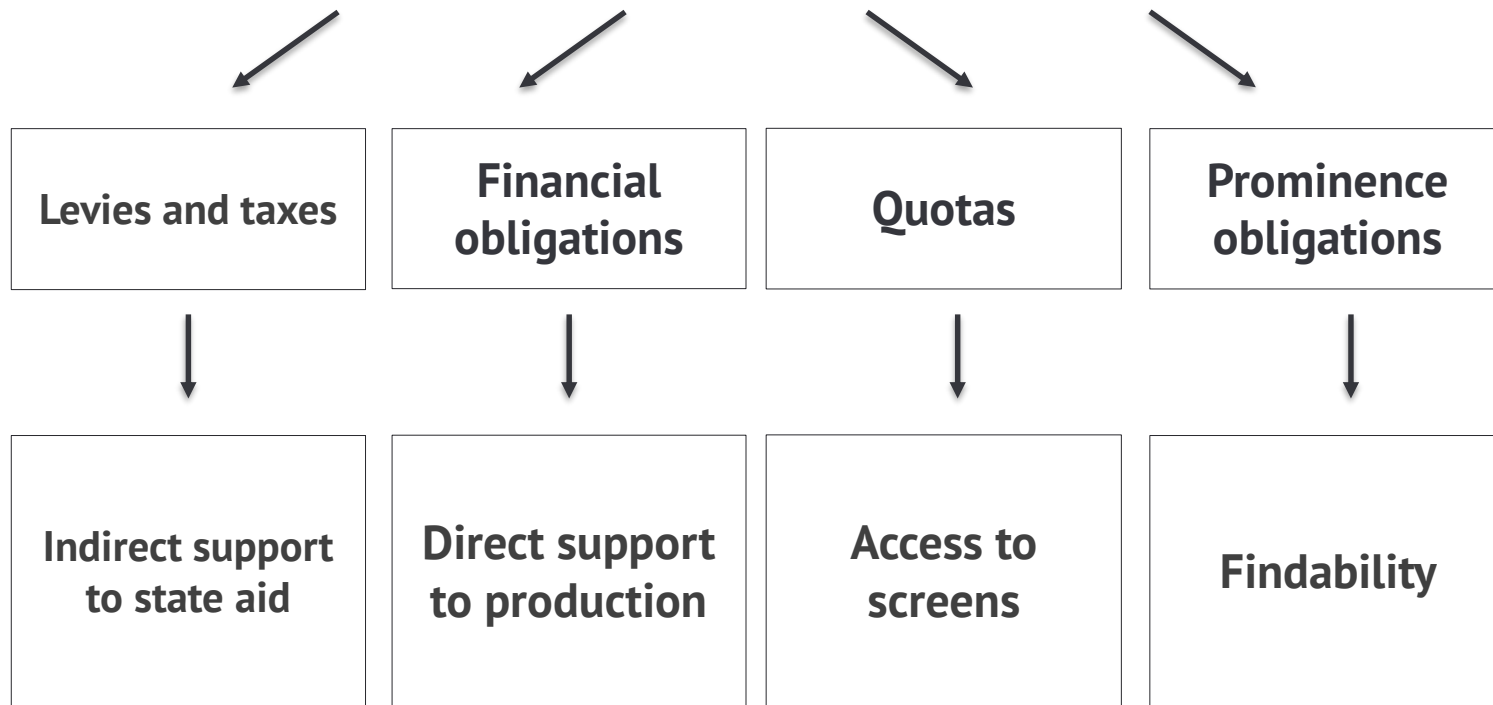 Levies and taxes
Financial
obligations
Quotas
Prominence
obligations
Indirect support
to state aid
Direct support
to production
Access to
screens
Findability